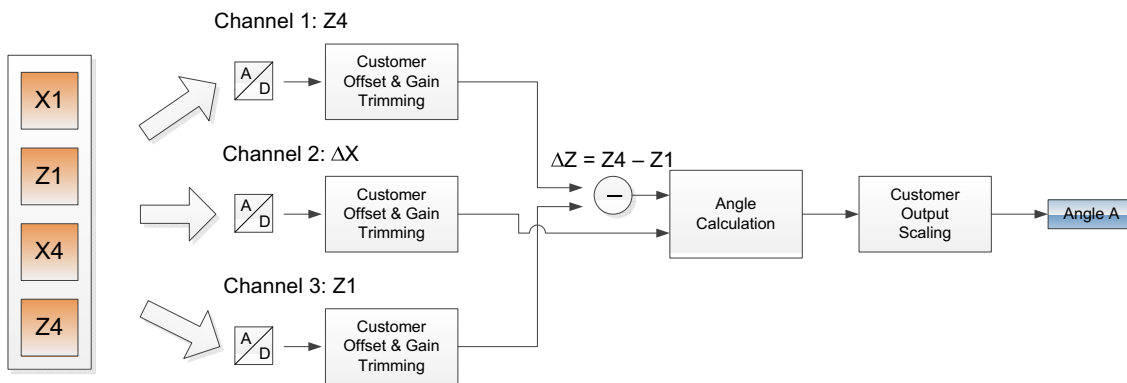 X1
Z1
X4
Z4
Channel 1: Z4
A
D
Customer
Offset & Gain
Trimming
Channel 2: ΔX
A
D
Customer
Offset & Gain
Trimming
Channel 3: Z1
A
D
Customer
Offset & Gain
Trimming
ΔZ = Z4 – Z1
–
Angle
Calculation
Customer
Output
Scaling
Angle A